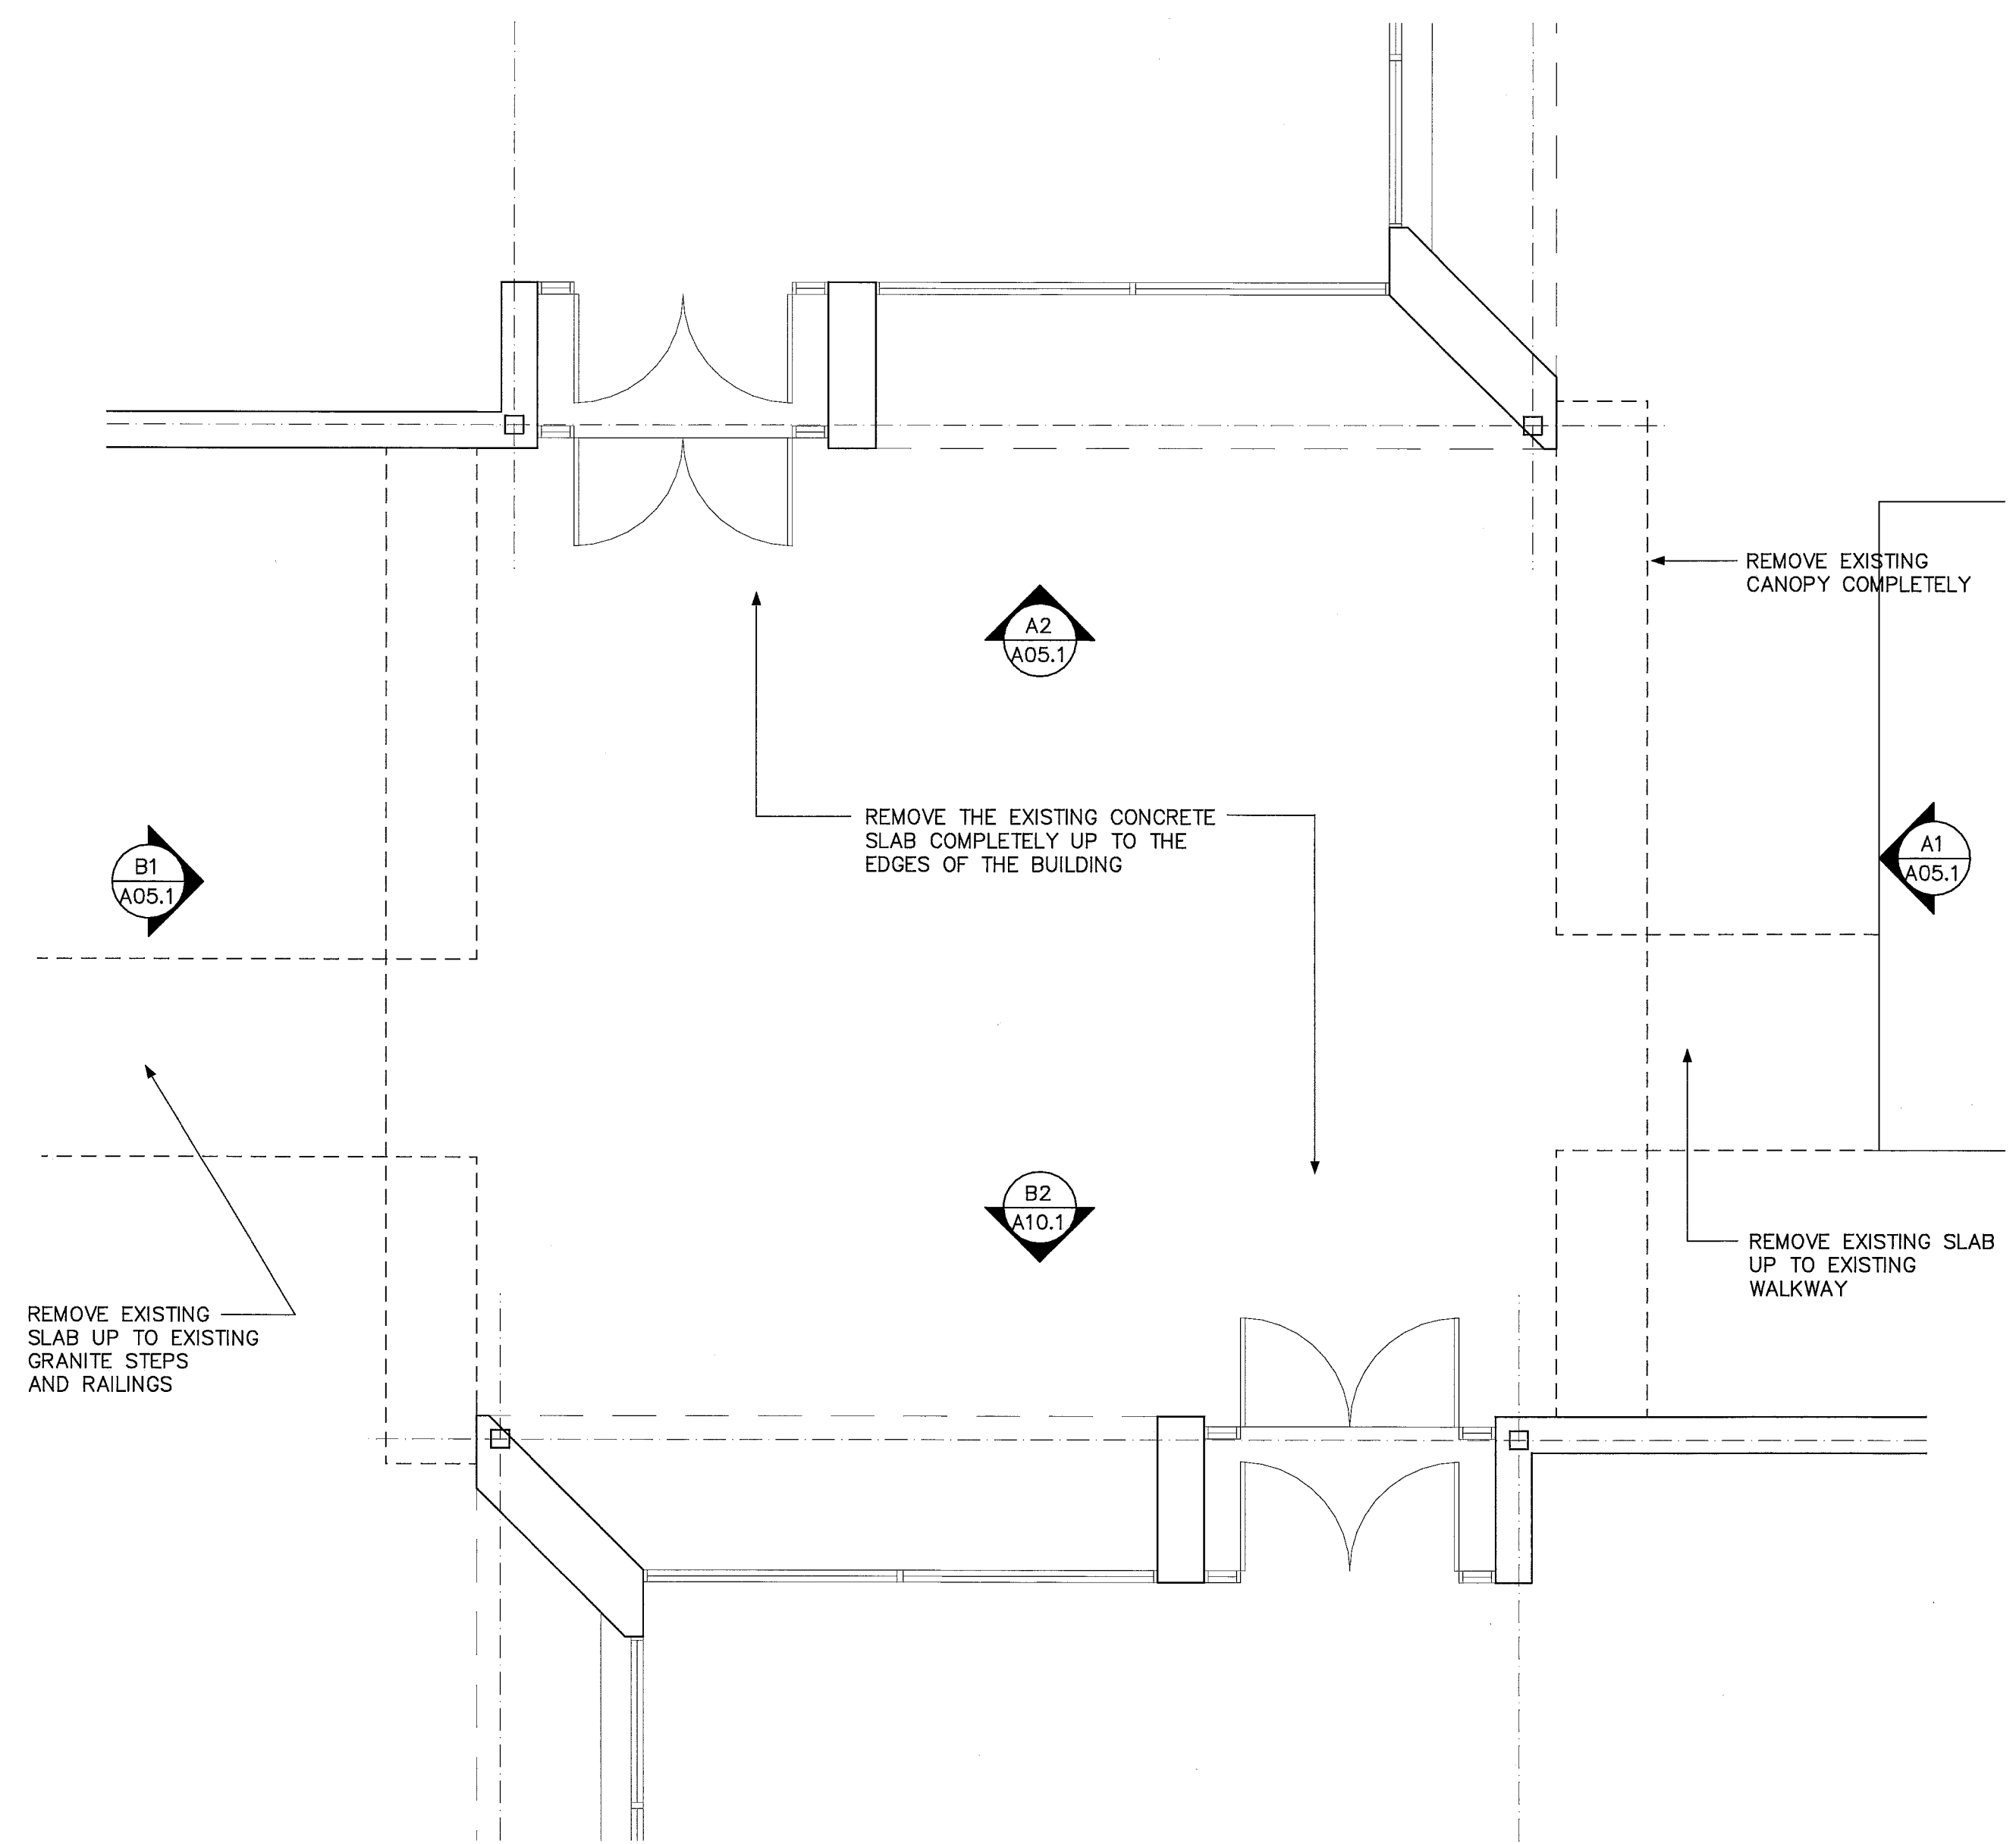 REMOVE EXISTING
CANOPY COMPLETELY
A2
A05.1
REMOVE THE EXISTING CONCRETE
SLAB COMPLETELY UP TO THE
EDGES OF THE BUILDING
B1
A05.1
A1
A05.1
B2
A10.1
REMOVE EXISTING SLAB
UP TO EXISTING
WALKWAY
REMOVE EXISTING
SLAB UP TO EXISTING
GRANITE STEPS
AND RAILINGS